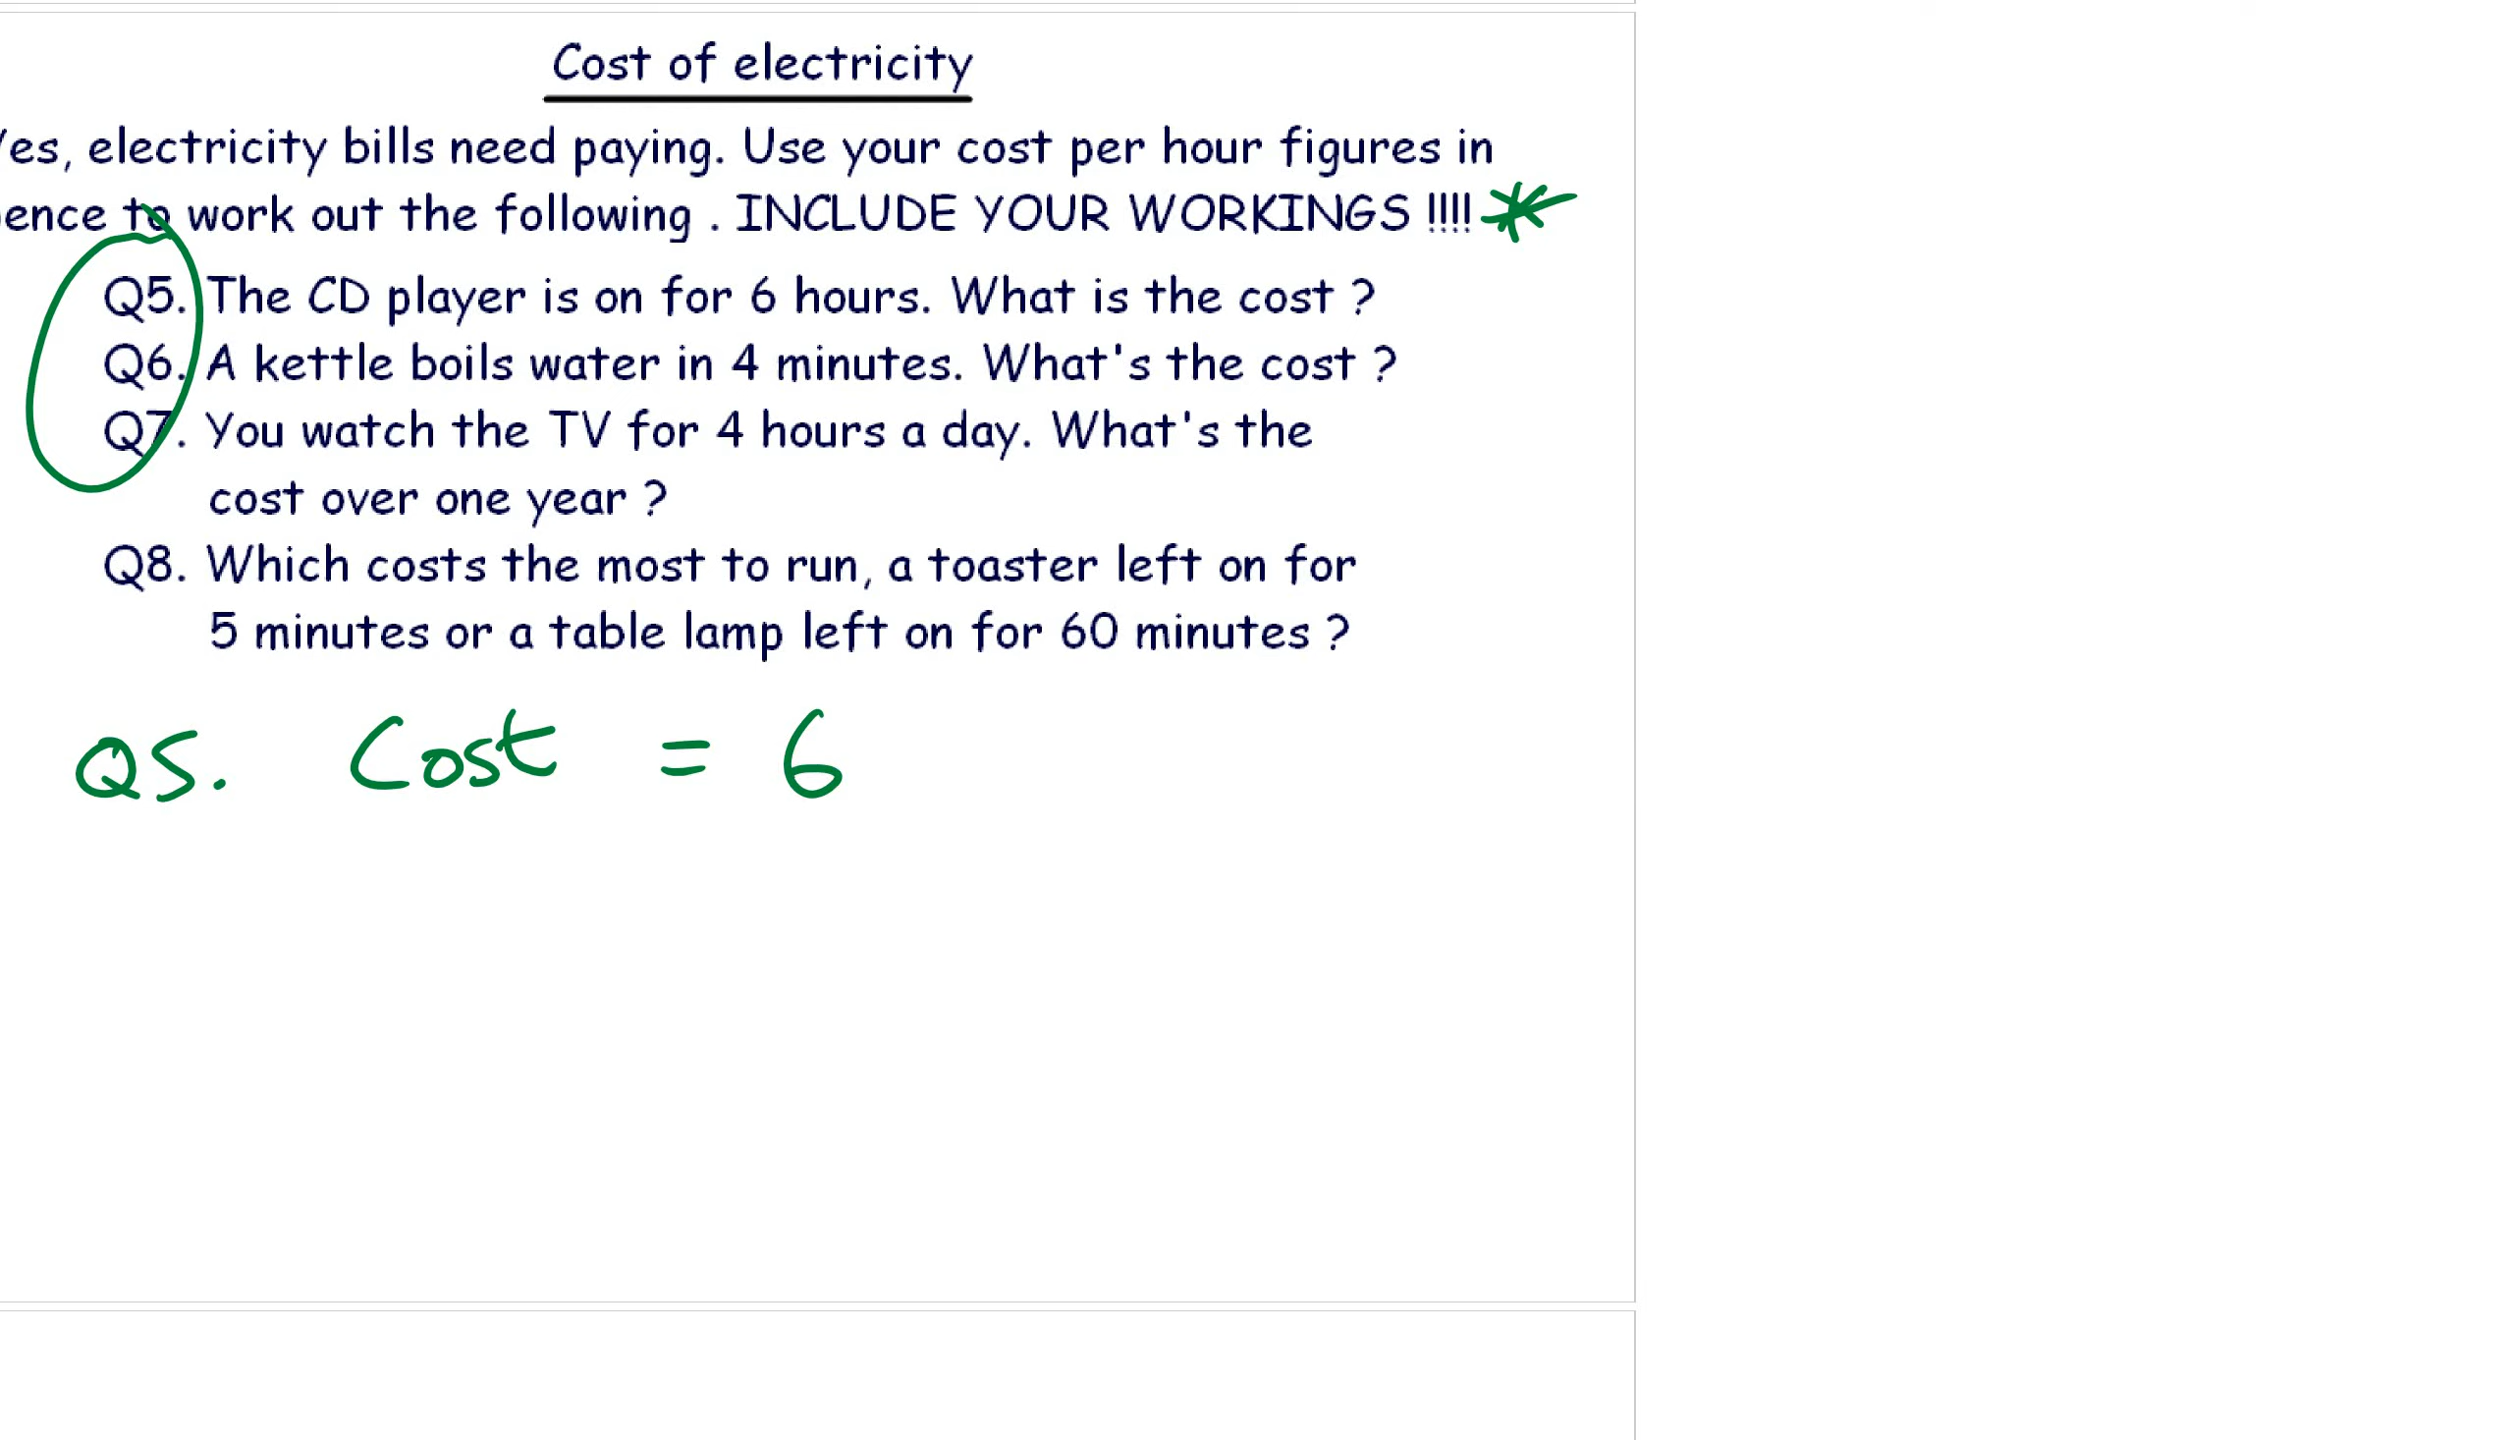 Cost of electricity
Yes, electricity bills need paying. Use your cost per hour figures in
ence to work out the following . INCLUDE YOUR WORKINGS !!!!
Q5. The CD player is on for 6 hours. What is the cost ?
Q6. A kettle boils water in 4 minutes. What's the cost ?
Q7. You watch the TV for 4 hours a day. What's the
cost over one year ?
Q8. Which costs the most to run, a toaster left on for
5 minutes or a table lamp left on for 60 minutes ?
Q5. Cost = 6